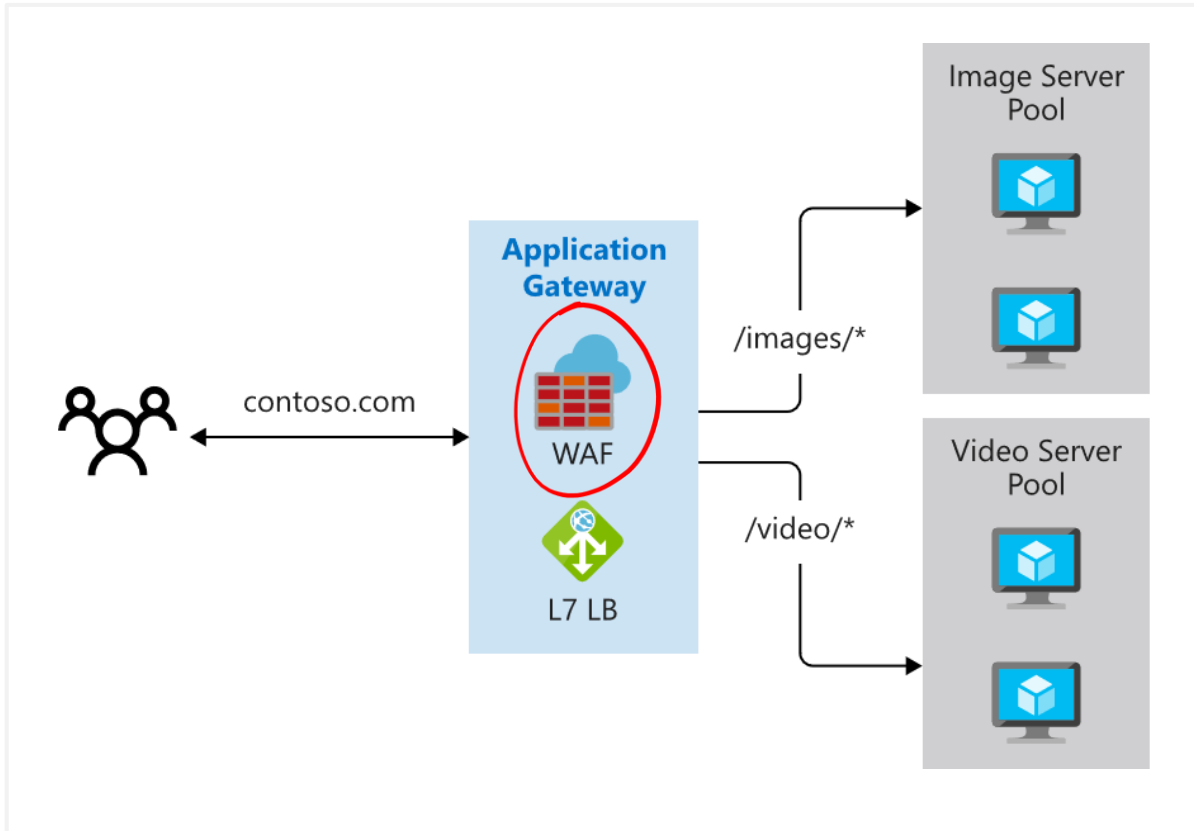 Image Server
Pool
Application
Gateway
/images/*
contoso.com
WAF
Video Server
Pool
/video/*
L7 LB